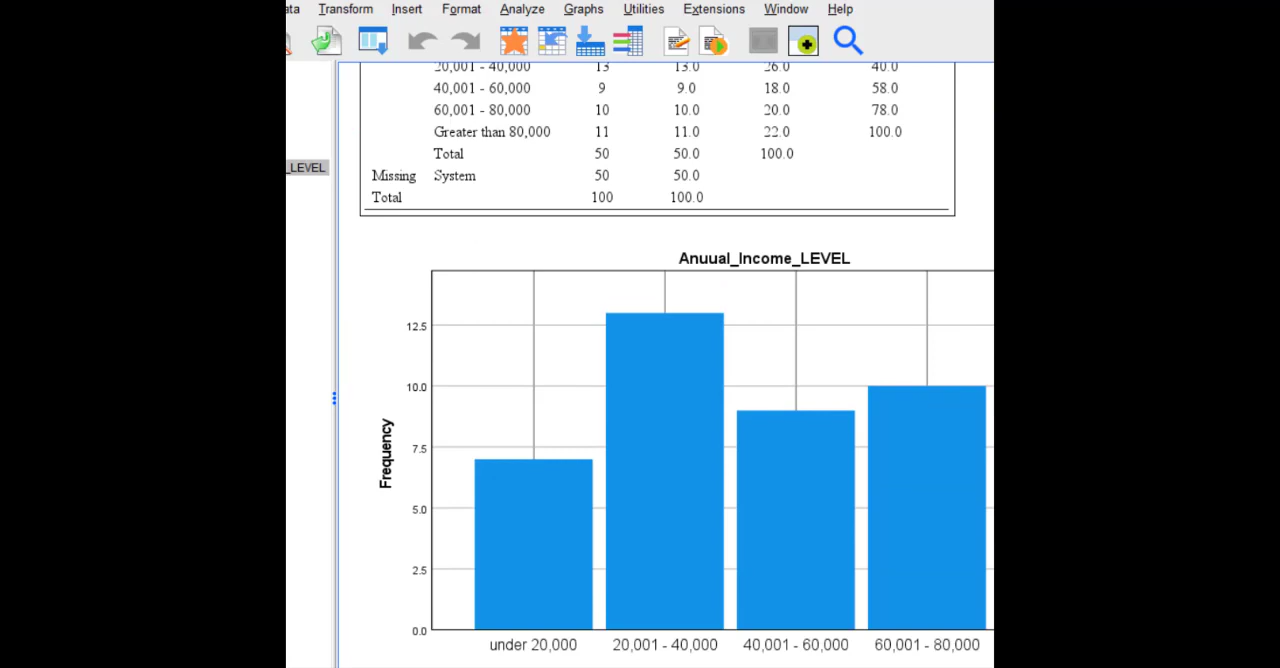 ata Transform Insert Format Analyze Graphs Utilities Extensions Window Help
20,001 - 40,000 13 13.0 26.0 40.0
40,001 - 60,000 9 9.0 18.0 58.0
60,001 - 80,000 10 10.0 20.0 78.0
Greater than 80,000 11 11.0 22.0 100.0
Total 50 50.0 100.0
_LEVEL
Missing System 50 50.0
Total 100 100.0
Anuual_Income_LEVEL
12.5
10.0
7.5
5.0
2.5
0.0
Frequency
under 20,000 20,001 - 40,000 40,001 - 60,000 60,001 - 80,000